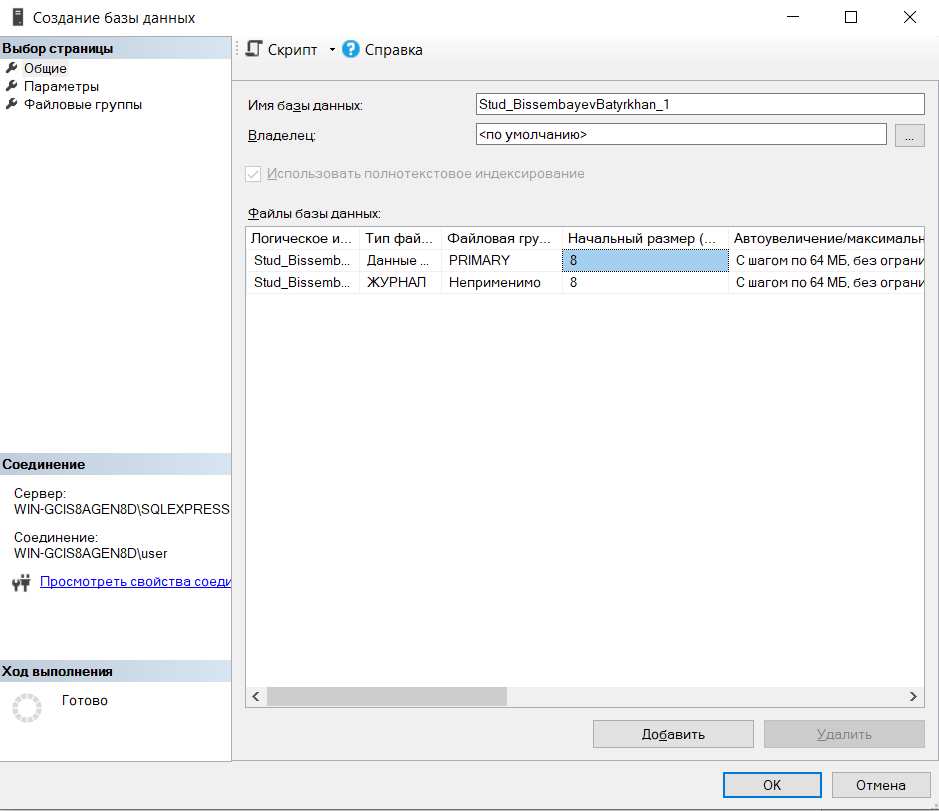 Создание базы данных
Выбор страницы
Общие
Параметры
Файловые группы
Скрипт
Справка
Имя базы данных:
Stud_BissembayevBatyrkhan_1
Владелец:
<по умолчанию>
...
Использовать полнотекстовое индексирование
Файлы базы данных:
Логическое и... Тип фай... Файловая гру... Начальный размер (... Автоувеличение/максимальн
Stud_Bissemb... Данные ... PRIMARY 8 С шагом по 64 МБ, без ограни
Stud_Bissemb... ЖУРНАЛ Неприменимо 8 С шагом по 64 МБ, без ограни
Соединение
Сервер:
WIN-GCIS8AGEN8D\SQLEXPRESS
Соединение:
WIN-GCIS8AGEN8D\user
Просмотреть свойства соеди
Ход выполнения
Готово
Добавить
Удалить
ОК
Отмена